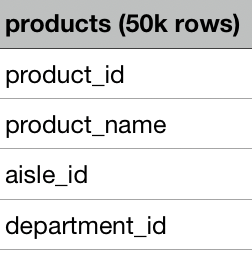 products (50k rows)
product_id
product_name
aisle_id
department_id